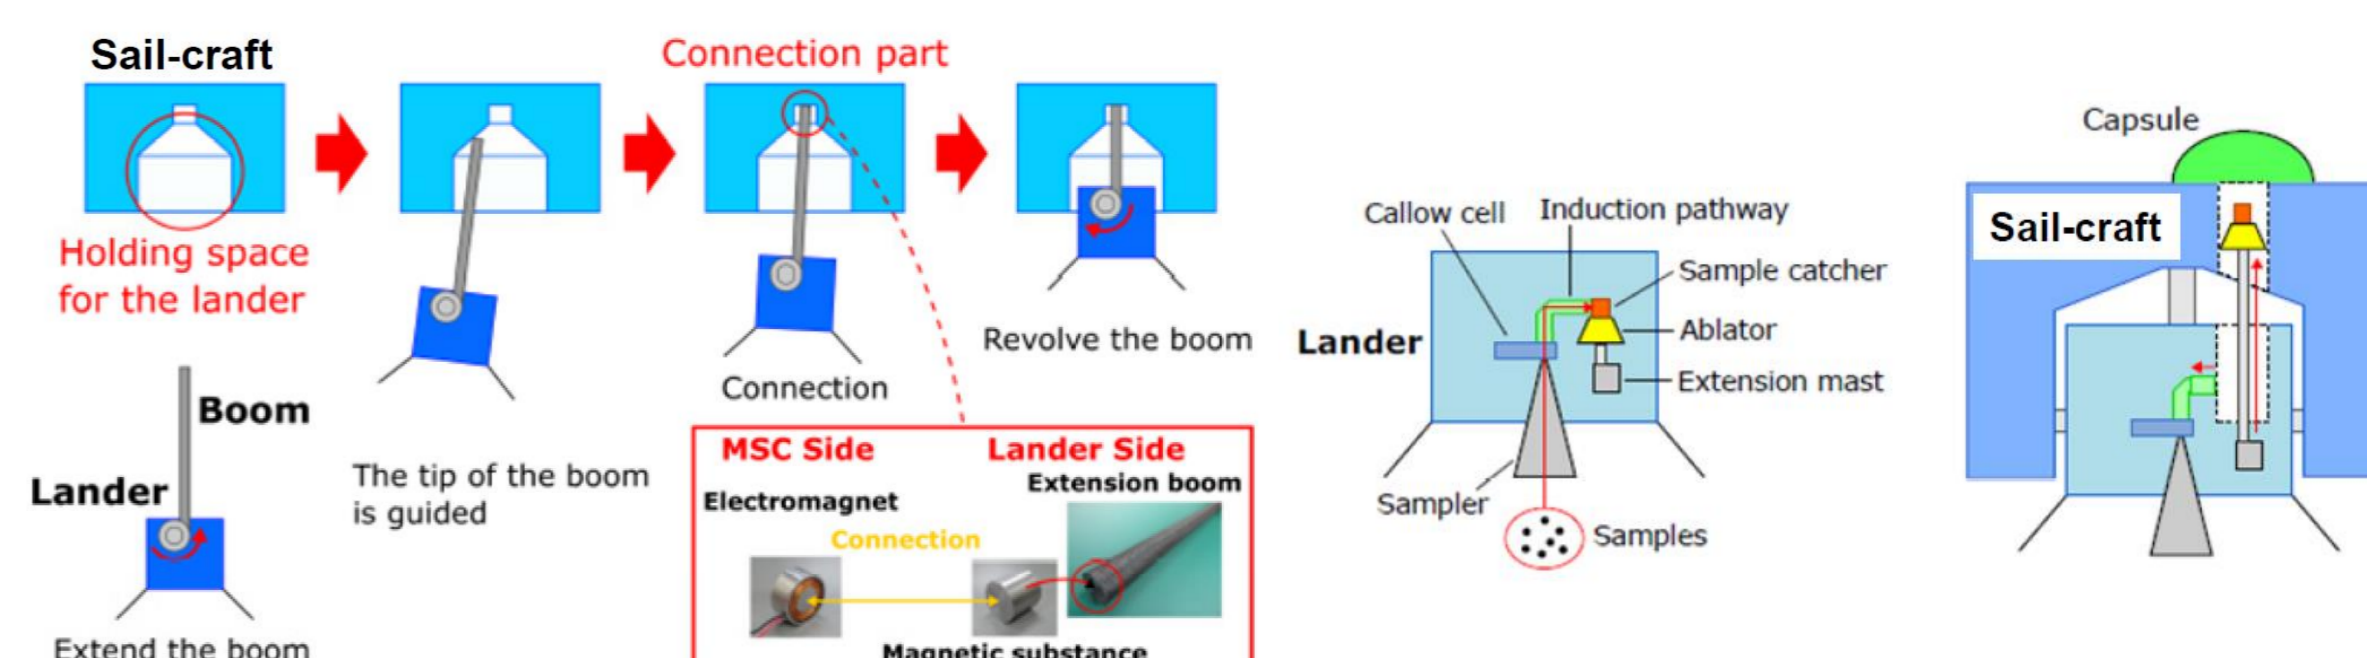 Sail-craft
Connection part
Holding space
for the lander
Boom
Lander
Extend the boom
The tip of the boom
is guided
Connection
Revolve the boom
MSC Side
Lander Side
Extension boom
Electromagnet
Connection
Magnetic substance
Lander
Callow cell
Induction pathway
Sample catcher
Ablator
Extension mast
Sampler
Samples
Capsule
Sail-craft